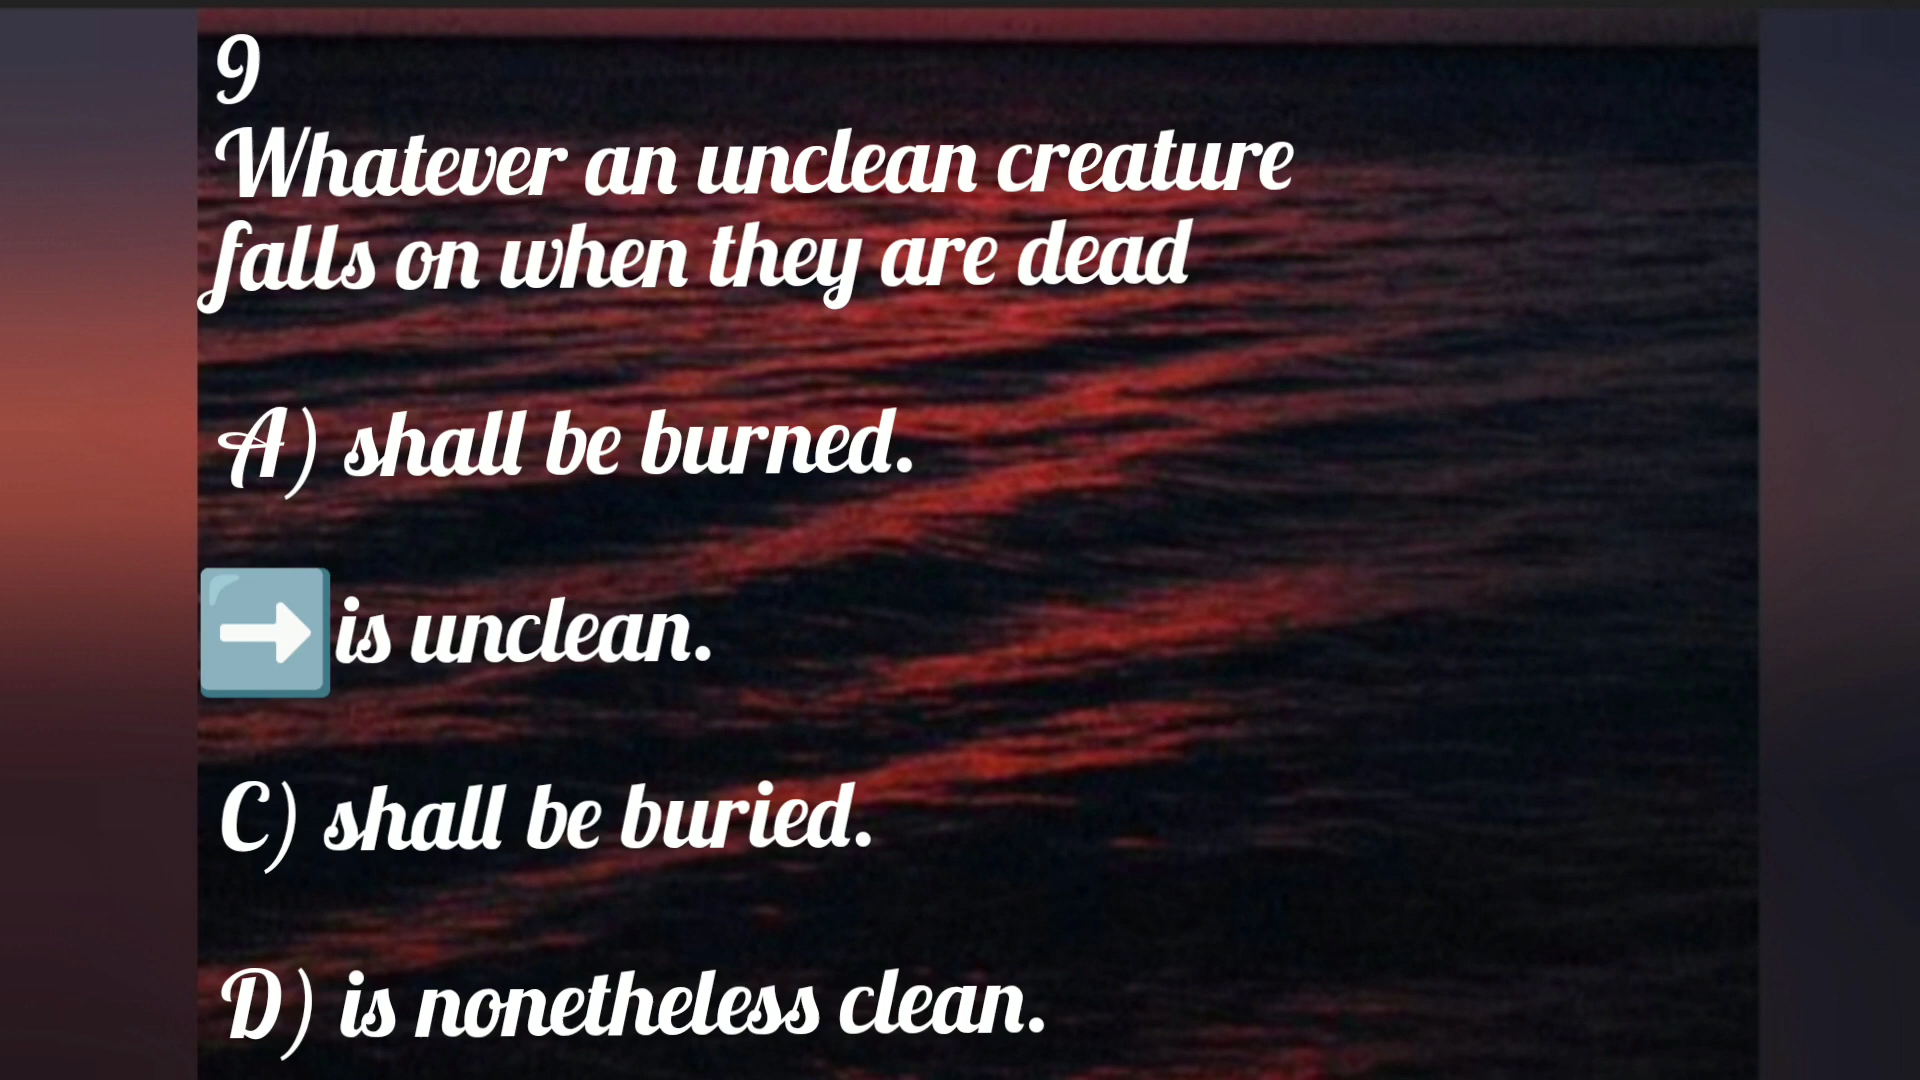 9
Whatever an unclean creature
falls on when they are dead
A) shall be burned.
➡️is unclean.
C) shall be buried.
D) is nonetheless clean.